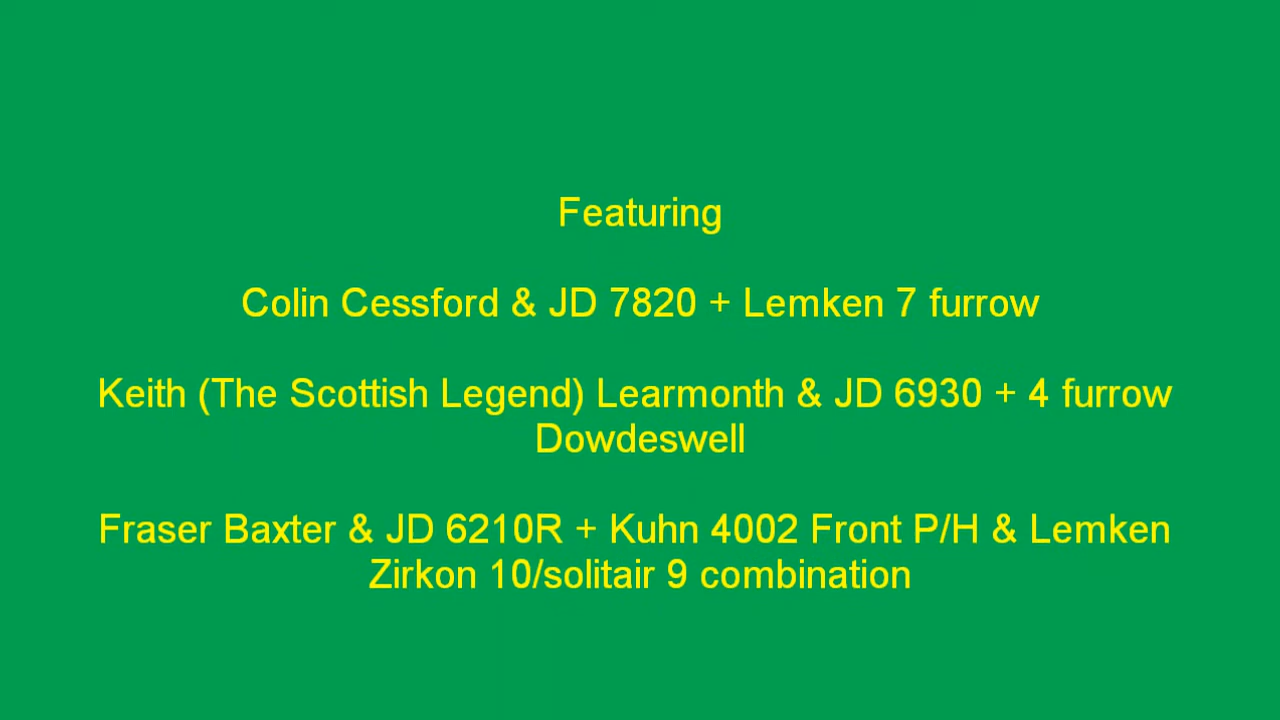 Featuring
Colin Cessford & JD 7820 + Lemken 7 furrow
Keith (The Scottish Legend) Learmonth & JD 6930 + 4 furrow
Dowdeswell
Fraser Baxter & JD 6210R + Kuhn 4002 Front P/H & Lemken
Zirkon 10/solitair 9 combination